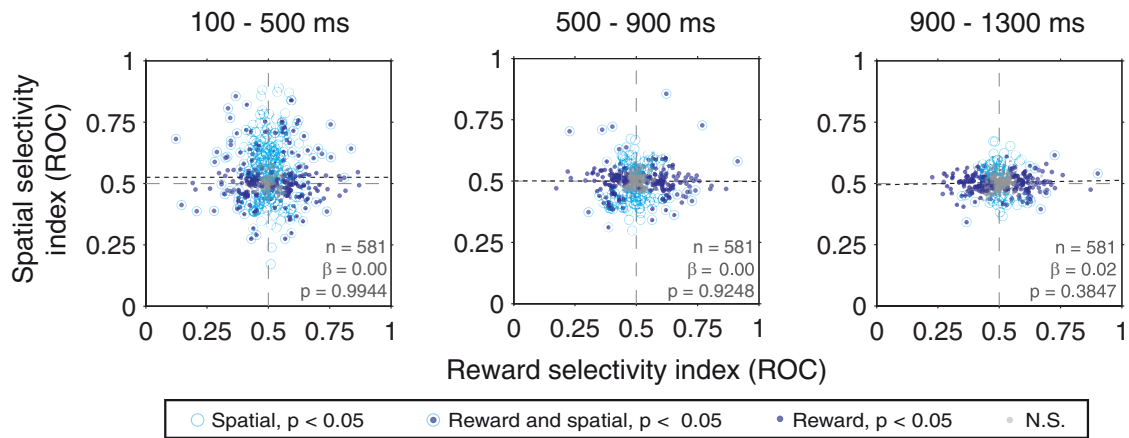 100 - 500 ms
500 - 900 ms
900 - 1300 ms
Spatial selectivity
index (ROC)
1
0.75
0.5
0.25
0
n = 581
β = 0.00
p = 0.9944
0 0.25 0.5 0.75 1
1
0.75
0.5
0.25
0
n = 581
β = 0.00
p = 0.9248
0 0.25 0.5 0.75 1
1
0.75
0.5
0.25
0
n = 581
β = 0.02
p = 0.3847
0 0.25 0.5 0.75 1
Reward selectivity index (ROC)
Spatial, p < 0.05
Reward and spatial, p < 0.05
Reward, p < 0.05
N.S.